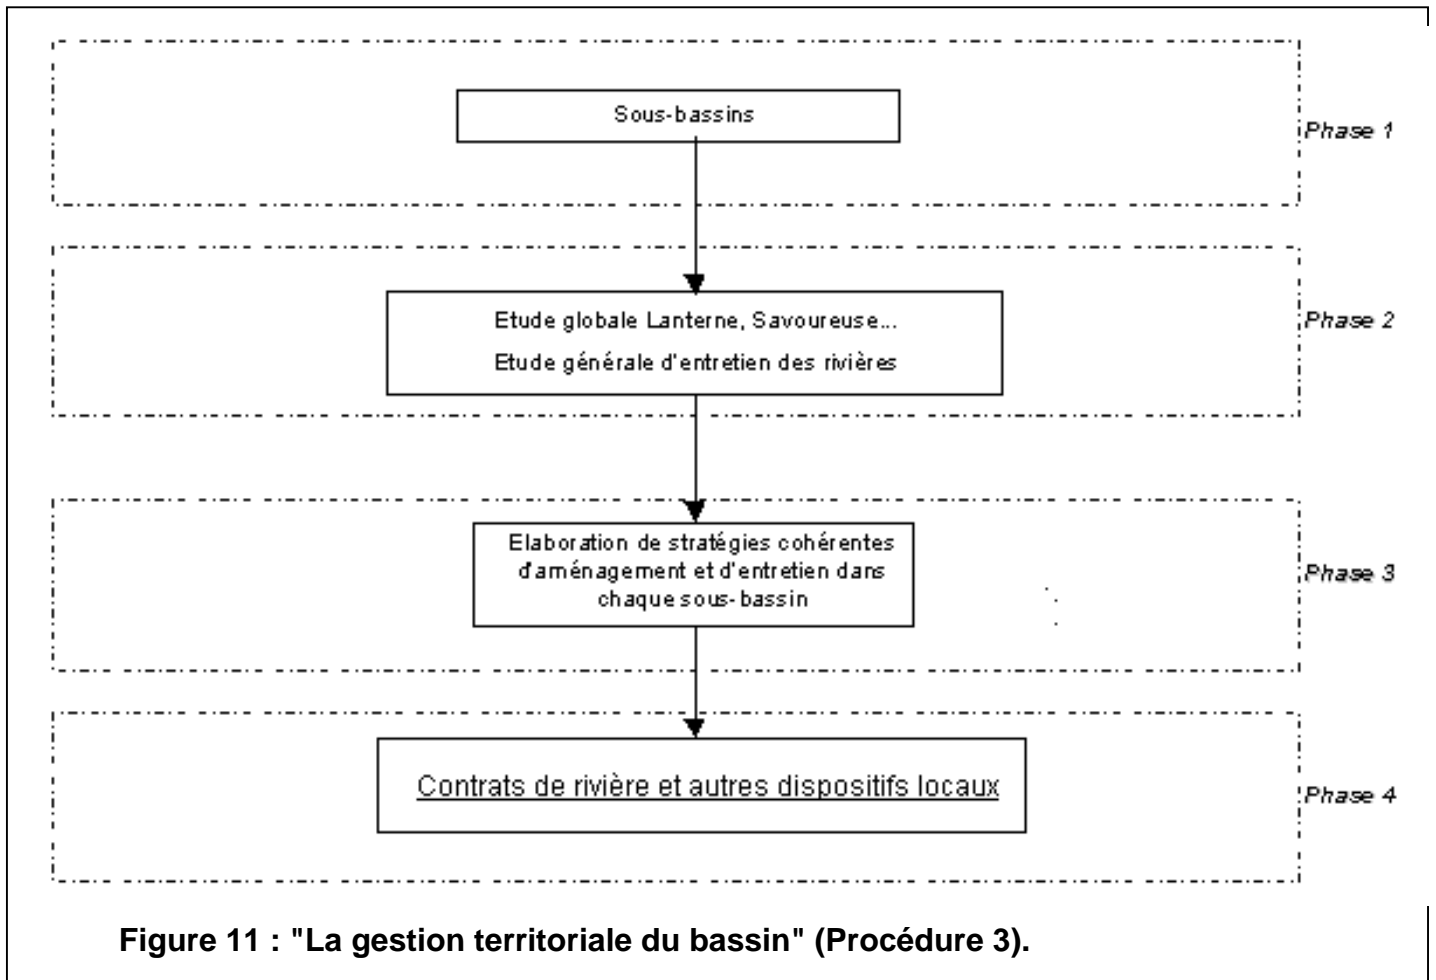 Sous-bassins
Phase 1
Etude globale Lanterne, Savoureuse...
Etude générale d'entretien des rivières
Phase 2
Elaboration de stratégies cohérentes
d'aménagement et d'entretien dans
chaque sous-bassin
Phase 3
Contrats de rivière et autres dispositifs locaux
Phase 4
Figure 11 : "La gestion territoriale du bassin" (Procédure 3).